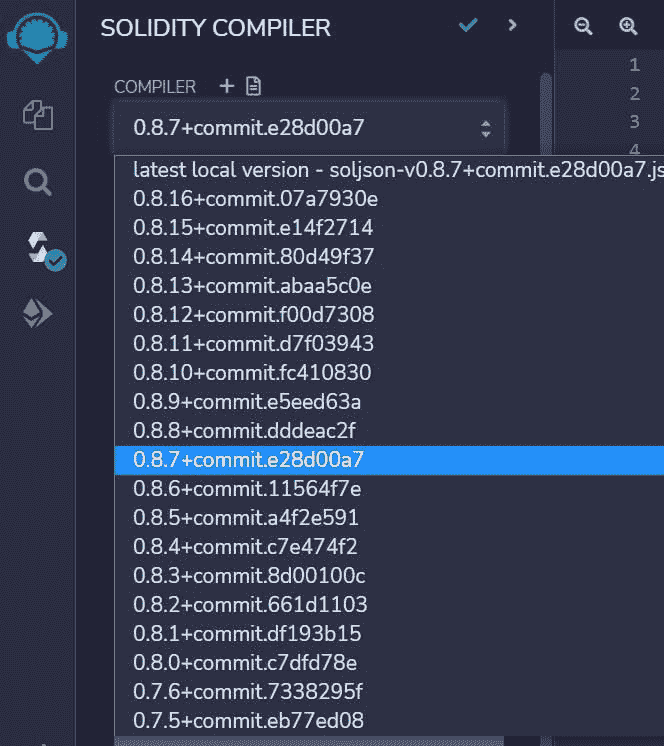 SOLIDITY COMPILER
COMPILER
0.8.7+commit.e28d00a7
latest local version - soljson-v0.8.7+commit.e28d00a7.js
0.8.16+commit.07a7930e
0.8.15+commit.e14f2714
0.8.14+commit.80d49f37
0.8.13+commit.abaa5c0e
0.8.12+commit.f00d7308
0.8.11+commit.d7f03943
0.8.10+commit.fc410830
0.8.9+commit.e5eed63a
0.8.8+commit.dddeac2f
0.8.7+commit.e28d00a7
0.8.6+commit.11564f7e
0.8.5+commit.a4f2e591
0.8.4+commit.c7e474f2
0.8.3+commit.8d00100c
0.8.2+commit.661d1103
0.8.1+commit.df193b15
0.8.0+commit.c7dfd78e
0.7.6+commit.7338295f
0.7.5+commit.eb77ed08
1
2
3
4